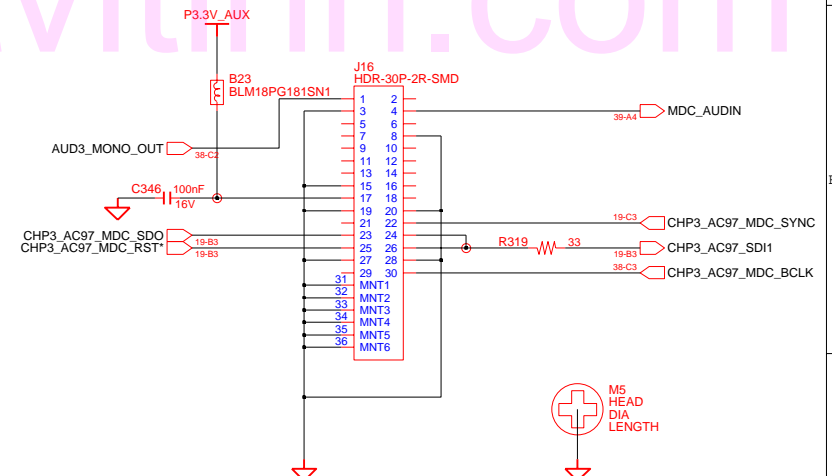 vitinn.com
P3.3V_AUX
B23
BLM18PG181SN1
J16
HDR-30P-2R-SMD
1 2
3 4
5 6
7 8
9 10
11 12
13 14
15 16
17 18
19 20
21 22
23 24
25 26
27 28
29 30
31 MNT1
32 MNT2
33 MNT3
34 MNT4
35 MNT5
36 MNT6
AUD3_MONO_OUT
38-C2
C346 100nF
16V
CHP3_AC97_MDC_SDO
19-B3
CHP3_AC97_MDC_RST*
19-B3
39-A4 MDC_AUDIN
19-C3 CHP3_AC97_MDC_SYNC
R319 33
19-B3 CHP3_AC97_SDI1
38-C3 CHP3_AC97_MDC_BCLK
M5
HEAD
DIA
LENGTH